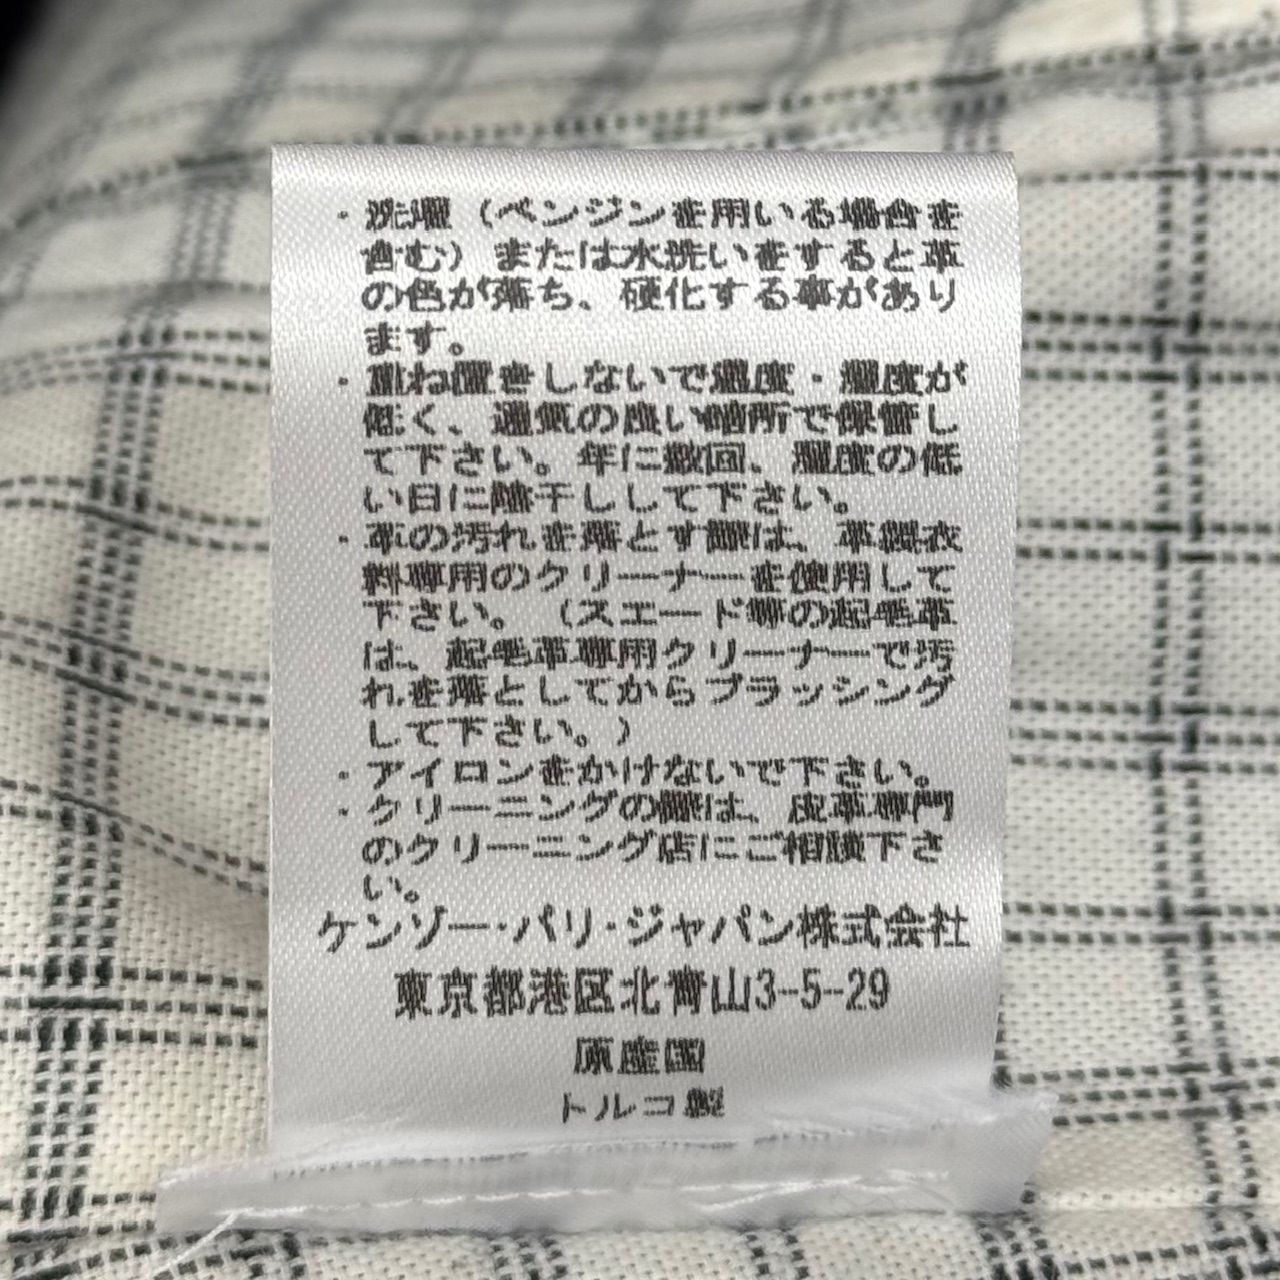 ・洗濯（ベンジンを用いる場合を
含む）または水洗いをすると革
の色が落ち、硬化する事があり
ます。
・重ね置きしないで温度・湿度が
低く、通気の良い箇所で保管し
て下さい。年に数回、湿度の低
い日に陰干しして下さい。
・革の汚れを落とす際は、革製衣
料専用のクリーナーを使用して
下さい。（スエード等の起毛革
は、起毛革専用クリーナーで汚
れを落としてからブラッシング
して下さい。）
・アイロンをかけないで下さい。
・クリーニングの際は、皮革専門
のクリーニング店にご相談下さ
い。
ケンゾー・パリ・ジャパン株式会社
東京都港区北青山3-5-29
原産国
トルコ製